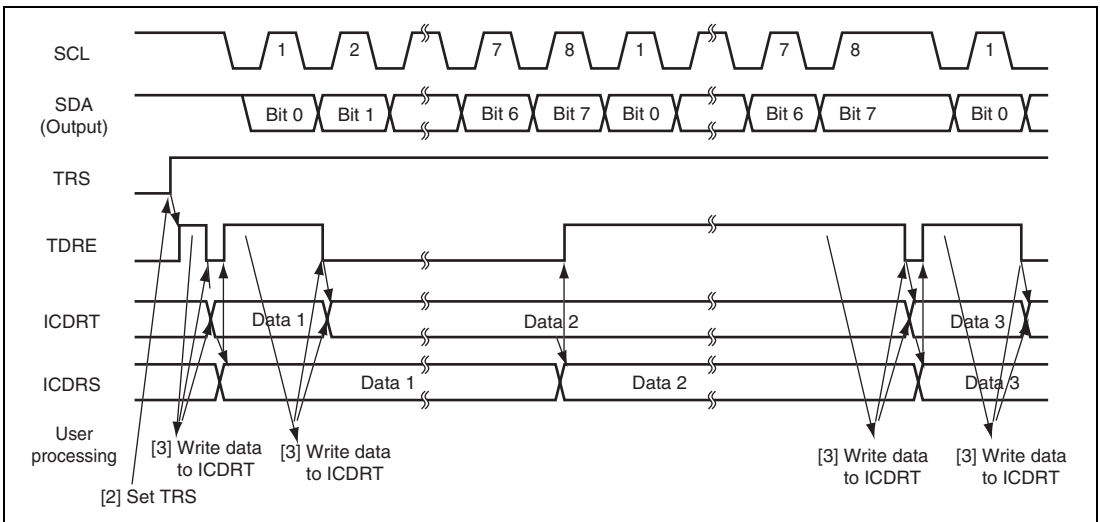 SCL 1 2 7 8 1 7 8 1
SDA
(Output) Bit 0 Bit 1 Bit 6 Bit 7 Bit 0 Bit 6 Bit 7 Bit 0
TRS
TDRE
ICDRT Data 1 Data 2 Data 3
ICDRS Data 1 Data 2 Data 3
User
processing
[3] Write data
to ICDRT
[3] Write data
to ICDRT
[3] Write data
to ICDRT
[3] Write data
to ICDRT
[2] Set TRS